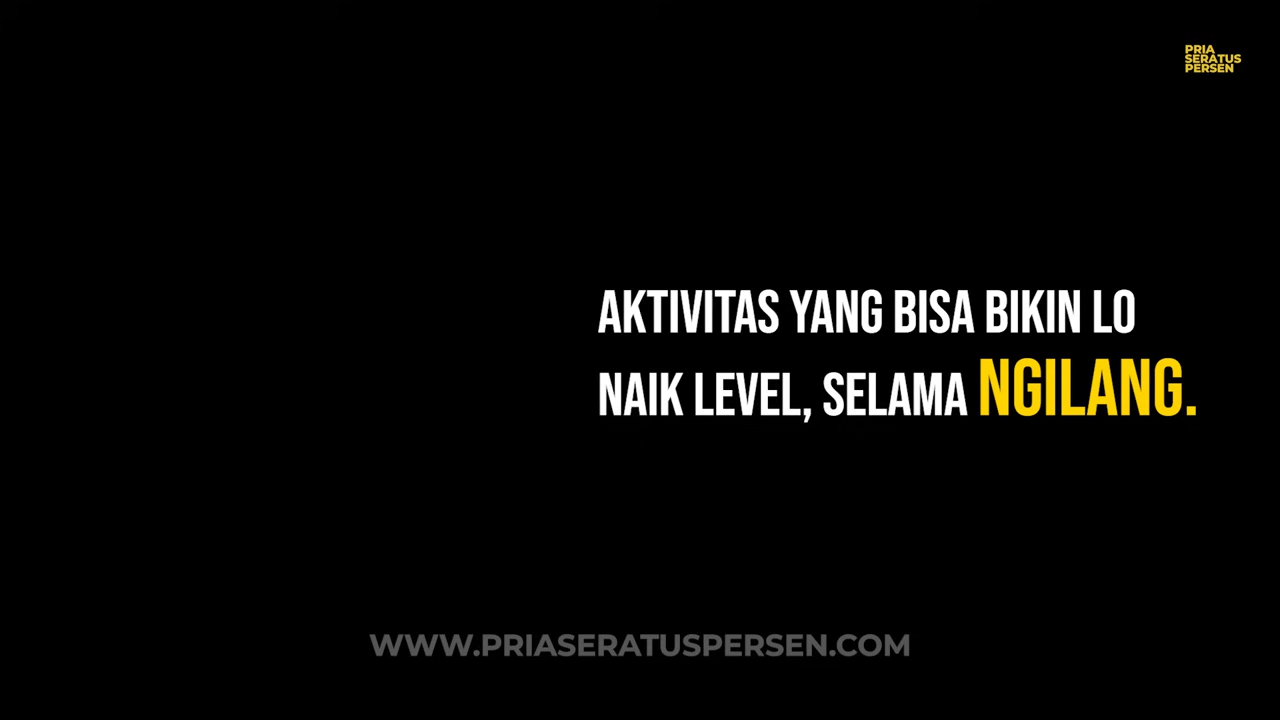 PRIA
SERATUS
PERSEN
AKTIVITAS YANG BISA BIKIN LO
NAIK LEVEL, SELAMA NGILANG.
WWW.PRIASERATUSPERSEN.COM